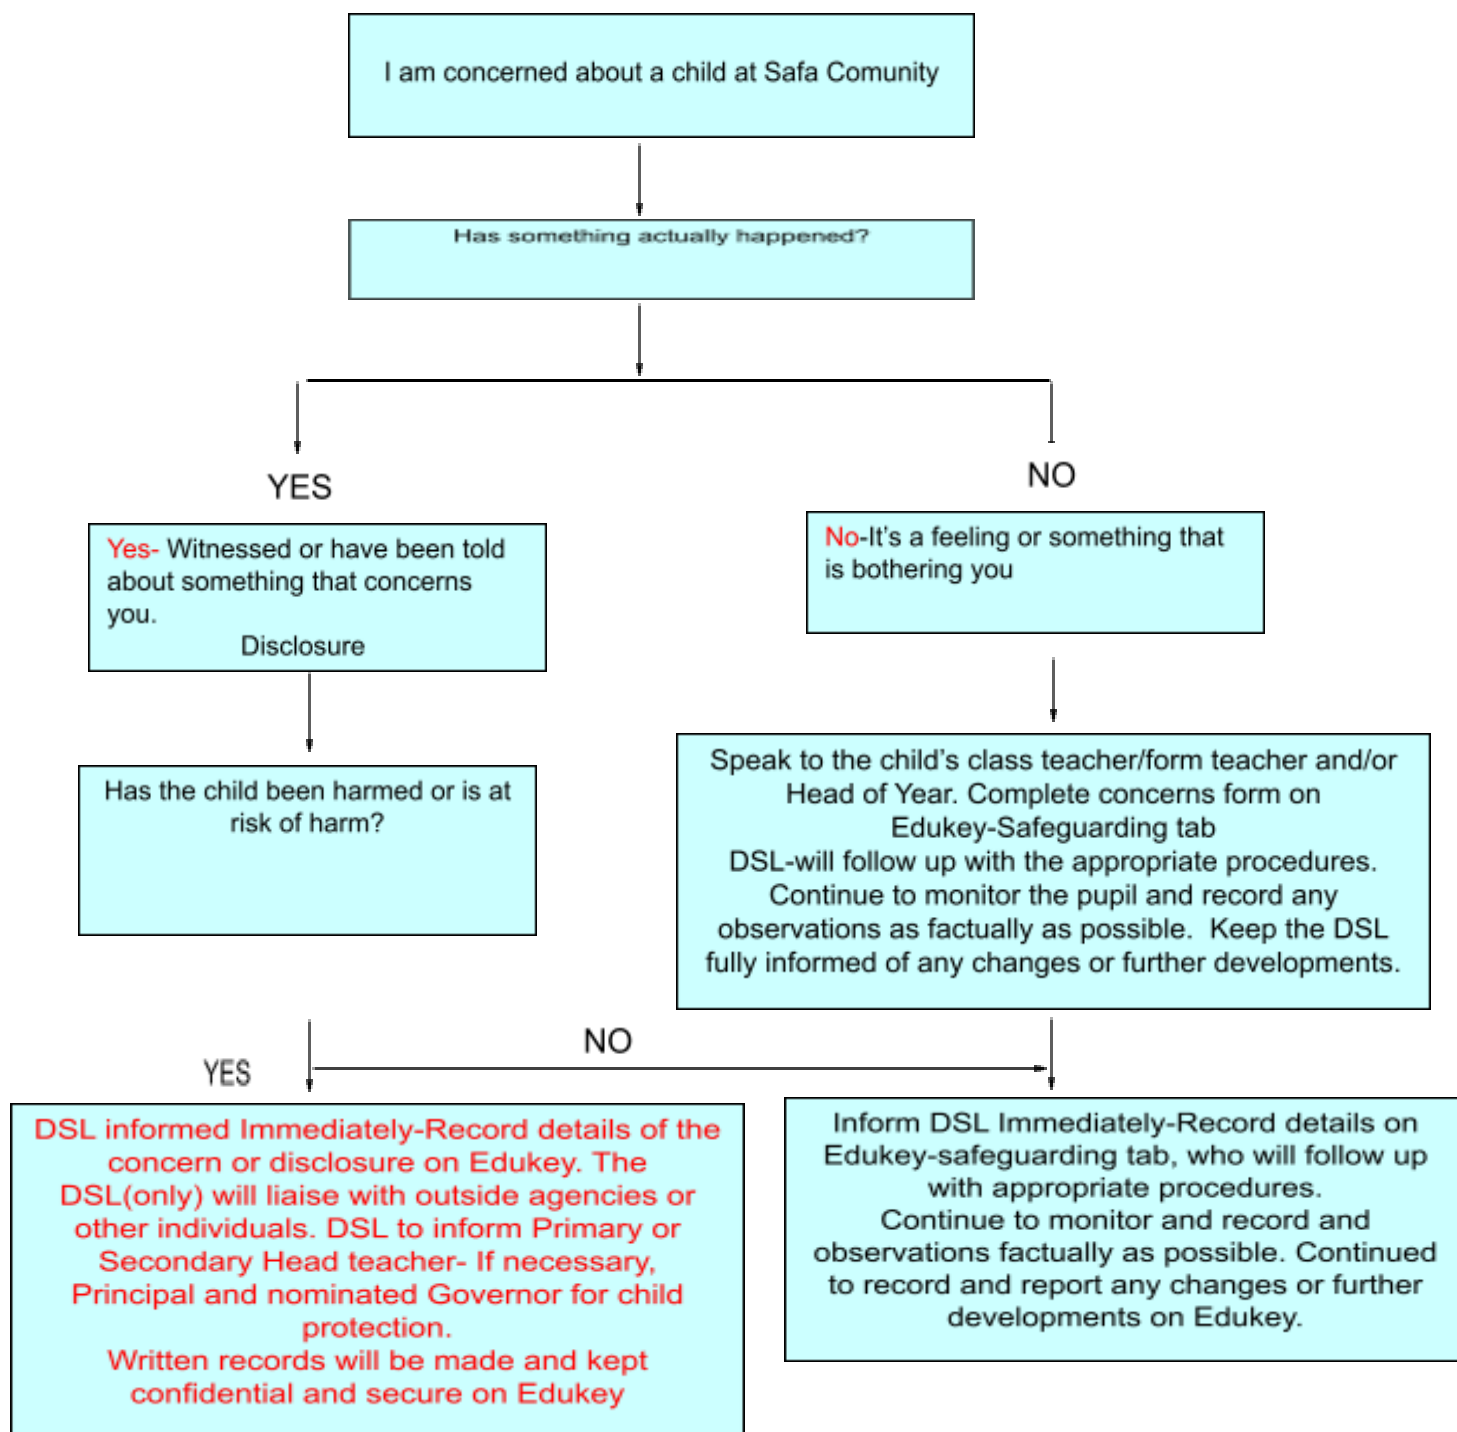 I am concerned about a child at Safa Comunity
Has something actually happened?
YES
NO
Yes- Witnessed or have been told
about something that concerns
you.
Disclosure
No-It's a feeling or something that
is bothering you
Has the child been harmed or is at
risk of harm?
Speak to the child's class teacher/form teacher and/or
Head of Year. Complete concerns form on
Edukey-Safeguarding tab
DSL-will follow up with the appropriate procedures.
Continue to monitor the pupil and record any
observations as factually as possible.  Keep the DSL
fully informed of any changes or further developments.
YES
NO
DSL informed Immediately-Record details of the
concern or disclosure on Edukey. The
DSL(only) will liaise with outside agencies or
other individuals. DSL to inform Primary or
Secondary Head teacher- If necessary,
Principal and nominated Governor for child
protection.
Written records will be made and kept
confidential and secure on Edukey
Inform DSL Immediately-Record details on
Edukey-safeguarding tab, who will follow up
with appropriate procedures.
Continue to monitor and record and
observations factually as possible. Continued
to record and report any changes or further
developments on Edukey.